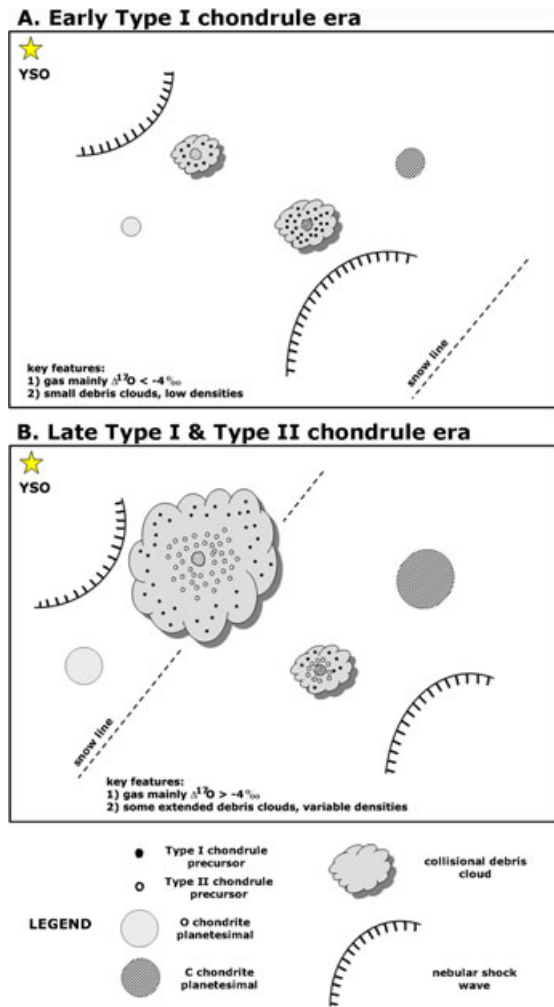 A. Early Type I chondrule era
YSO
snow line
key features:
1) gas mainly Δ¹⁷O < -4‰
2) small debris clouds, low densities
B. Late Type I & Type II chondrule era
YSO
snow line
key features:
1) gas mainly Δ¹⁷O > -4‰
2) some extended debris clouds, variable densities
LEGEND
Type I chondrule
precursor
Type II chondrule
precursor
O chondrite
planetesimal
C chondrite
planetesimal
collisional debris
cloud
nebular shock
wave